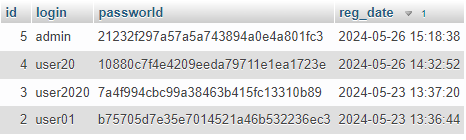 id login passworld reg_date 1
5 admin 21232f297a57a5a743894a0e4a801fc3 2024-05-26 15:18:38
4 user20 10880c7f4e4209eeda79711e1ea1723e 2024-05-26 14:32:52
3 user2020 7a4f994cbc99a38463b415fc13310b89 2024-05-23 13:37:20
2 user01 b75705d7e35e7014521a46b532236ec3 2024-05-23 13:36:44